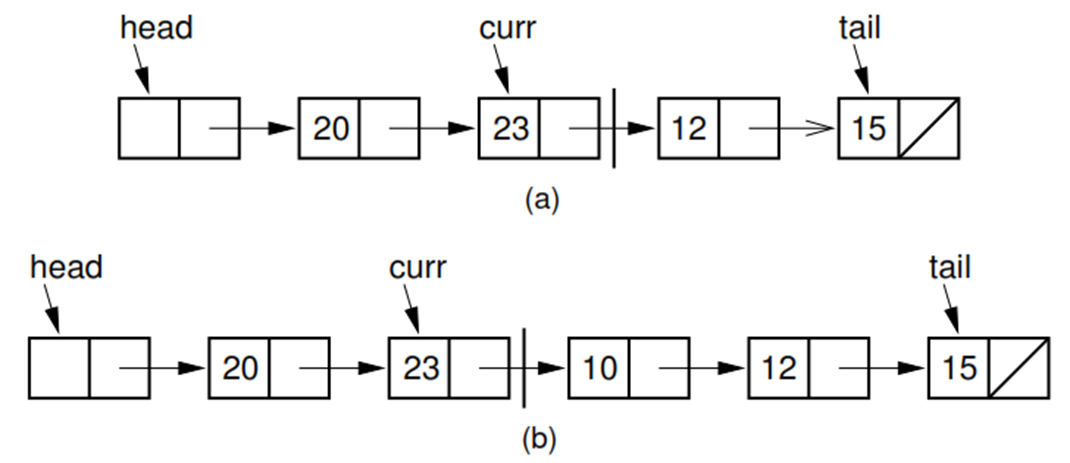 head curr tail
20 23 12 15
(a)
head curr tail
20 23 10 12 15
(b)